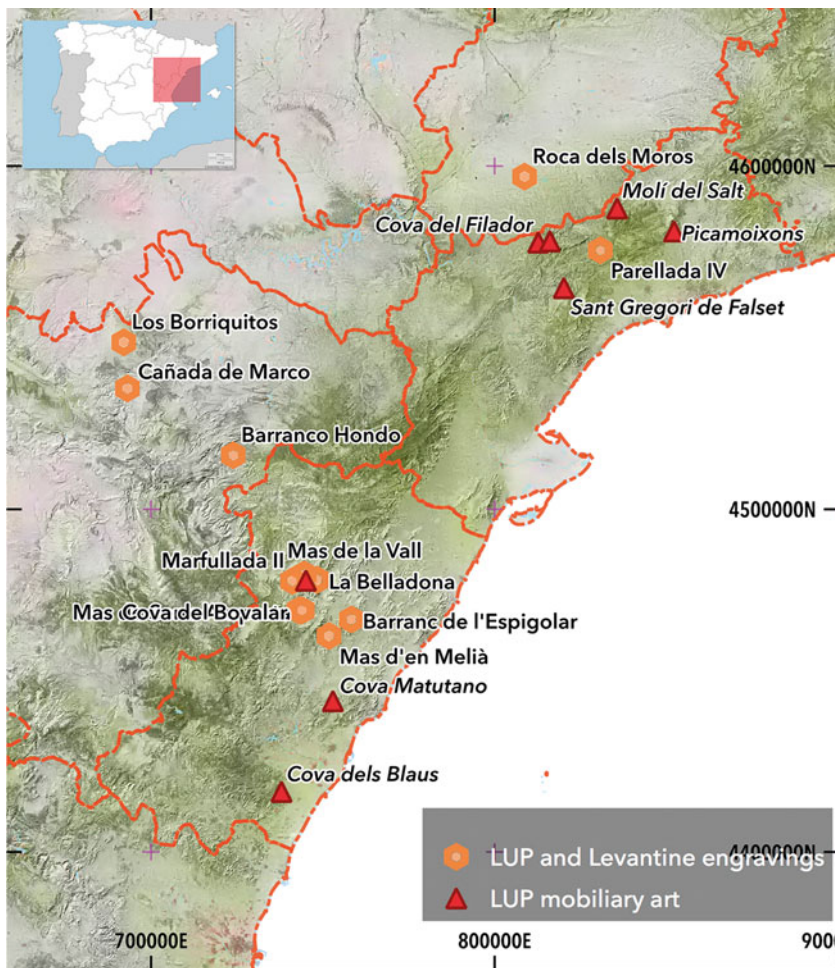 Roca dels Moros
4600000N
Molí del Salt
Cova del Filador
Picamoixons
Parellada IV
Sant Gregori de Falset
Los Borriquitos
Cañada de Marco
Barranco Hondo
4500000N
Mas de la Vall
Marfullada II
La Belladona
Cova del Bovalar
Barranc de l'Espigolar
Mas d'en Melià
Cova Matutano
Cova dels Blaus
4400000N
LUP and Levantine engravings
LUP mobiliary art
700000E
800000E